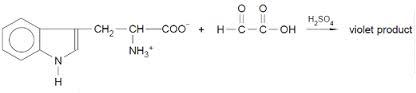 O O
CH₂ — CH — COO⁻ + H — C — C — OH H₂SO₄ violet product
NH₃⁺
N
H